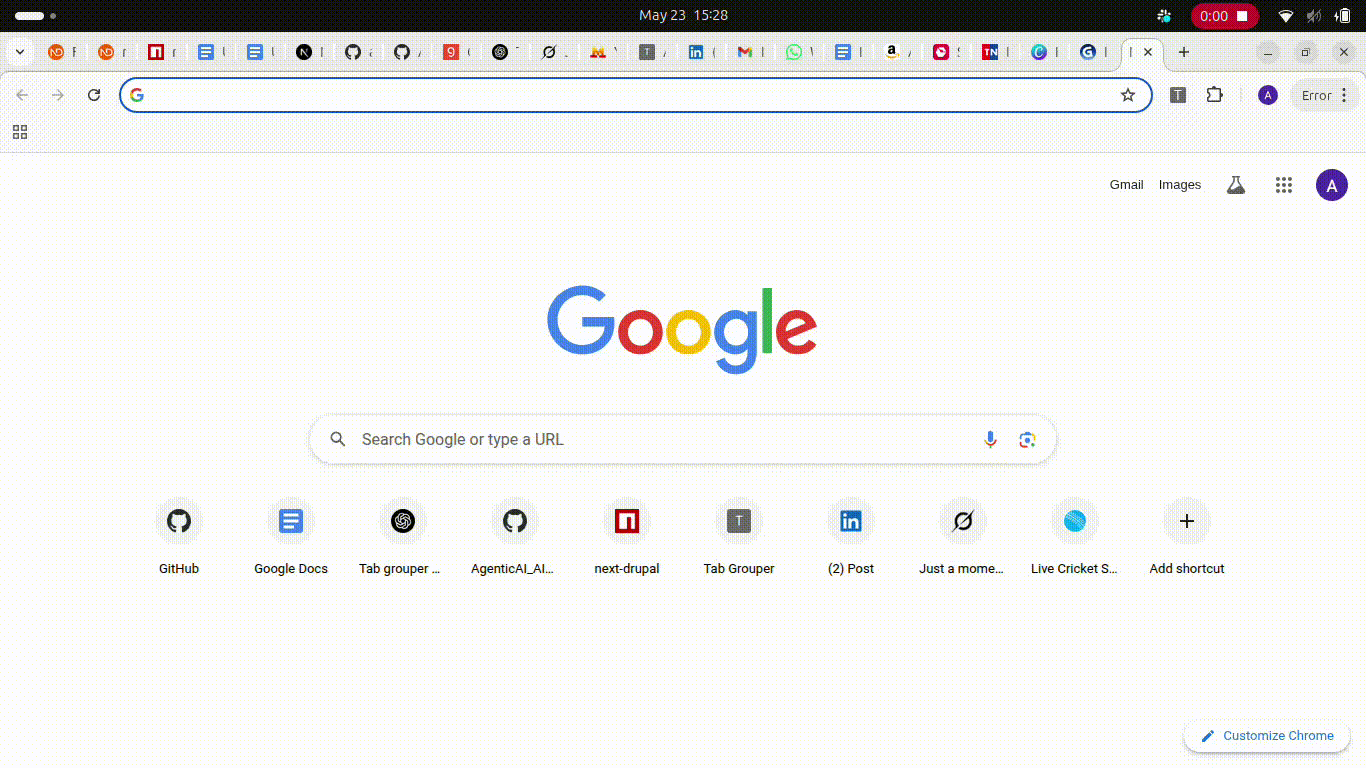 May 23 15:28
0:00
T
A
Error
Gmail Images
A
Google
Search Google or type a URL
T
GitHub
Google Docs
Tab grouper ...
AgenticAI_AI...
next-drupal
Tab Grouper
(2) Post
Just a mome...
Live Cricket S...
Add shortcut
Customize Chrome